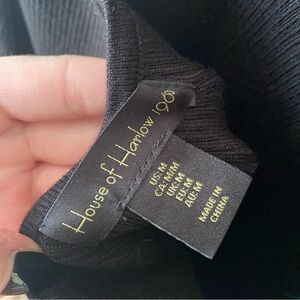 House of Harlow 1960
US:M
CA:M/M
UK:M
EU:M
AU:M
MADE IN
CHINA